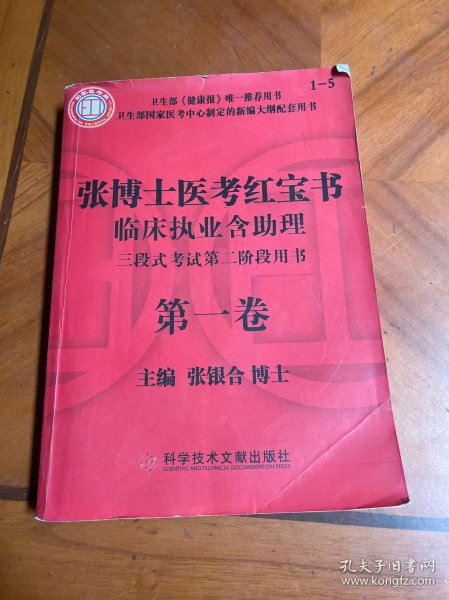 1-5
卫生部《健康报》唯一推荐用书
卫生部国家医考中心制定的新编大纲配套用书
张博士医考红宝书
临床执业含助理
三段式考试第二阶段用书
第一卷
主编 张银合 博士
科学技术文献出版社
SCIENTIFIC AND TECHNICAL DOCUMENTATION PRESS
孔夫子旧书网
www.kongfz.com